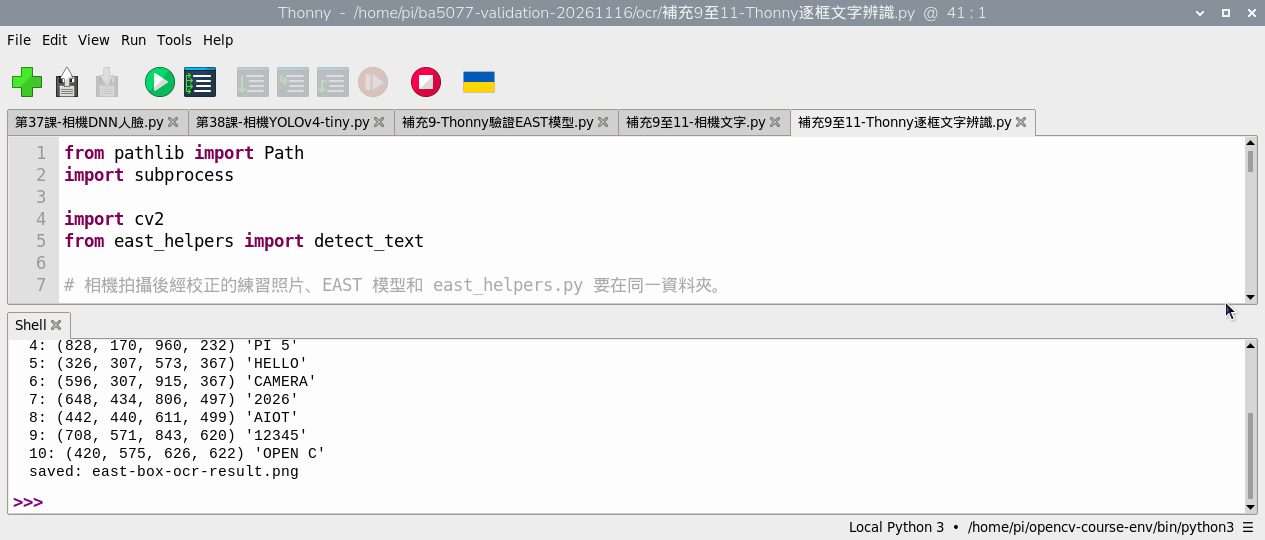 Thonny - /home/pi/ba5077-validation-20261116/ocr/補充9至11-Thonny逐框文字辨識.py @ 41 : 1
File Edit View Run Tools Help
第37課-相機DNN人臉.py 第38課-相機YOLOv4-tiny.py 補充9-Thonny驗證EAST模型.py 補充9至11-相機文字.py 補充9至11-Thonny逐框文字辨識.py
1 from pathlib import Path
2 import subprocess
3
4 import cv2
5 from east_helpers import detect_text
6
7 # 相機拍攝後經校正的練習照片、EAST 模型和 east_helpers.py 要在同一資料夾。
Shell
4: (828, 170, 960, 232) 'PI 5'
5: (326, 307, 573, 367) 'HELLO'
6: (596, 307, 915, 367) 'CAMERA'
7: (648, 434, 806, 497) '2026'
8: (442, 440, 611, 499) 'AIOT'
9: (708, 571, 843, 620) '12345'
10: (420, 575, 626, 622) 'OPEN C'
saved: east-box-ocr-result.png
>>>
Local Python 3 • /home/pi/opencv-course-env/bin/python3 ☰